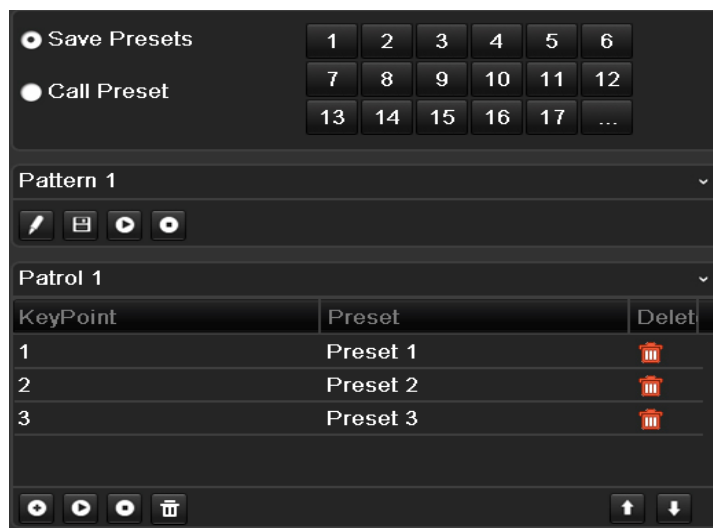 Save Presets
1 2 3 4 5 6
Call Preset
7 8 9 10 11 12
13 14 15 16 17 ...
Pattern 1
Patrol 1
KeyPoint Preset Delet
1 Preset 1
2 Preset 2
3 Preset 3